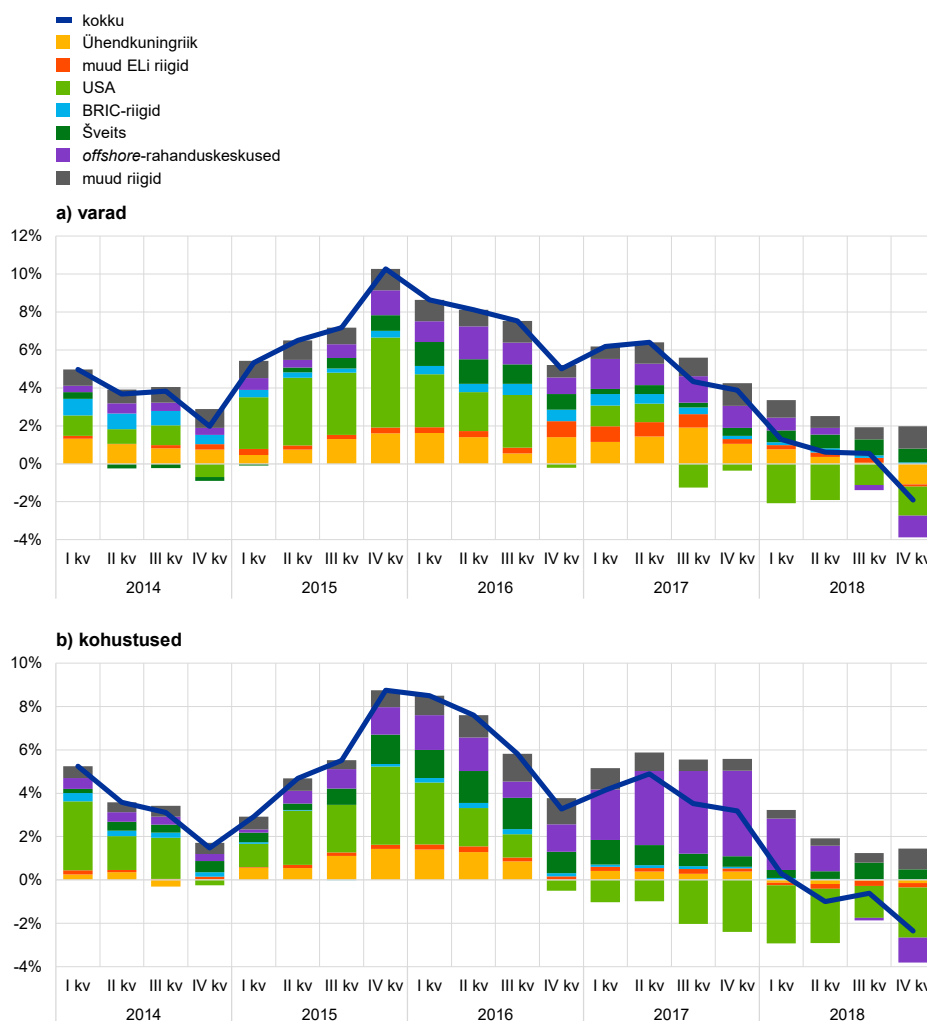 kokku
Ühendkuningriik
muud ELi riigid
USA
BRIC-riigid
Šveits
offshore-rahanduskeskused
muud riigid
a) varad
12%
10%
8%
6%
4%
2%
0%
-2%
-4%
I kv II kv III kv IV kv I kv II kv III kv IV kv I kv II kv III kv IV kv I kv II kv III kv IV kv I kv II kv III kv IV kv
2014 2015 2016 2017 2018
b) kohustused
10%
8%
6%
4%
2%
0%
-2%
-4%
I kv II kv III kv IV kv I kv II kv III kv IV kv I kv II kv III kv IV kv I kv II kv III kv IV kv I kv II kv III kv IV kv
2014 2015 2016 2017 2018